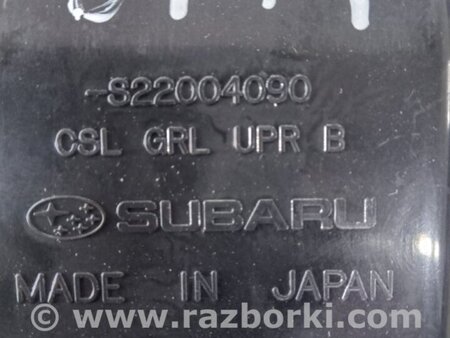 -S22004090
CSL GRL UPR B
SUBARU
MADE IN JAPAN
© www.razborki.com